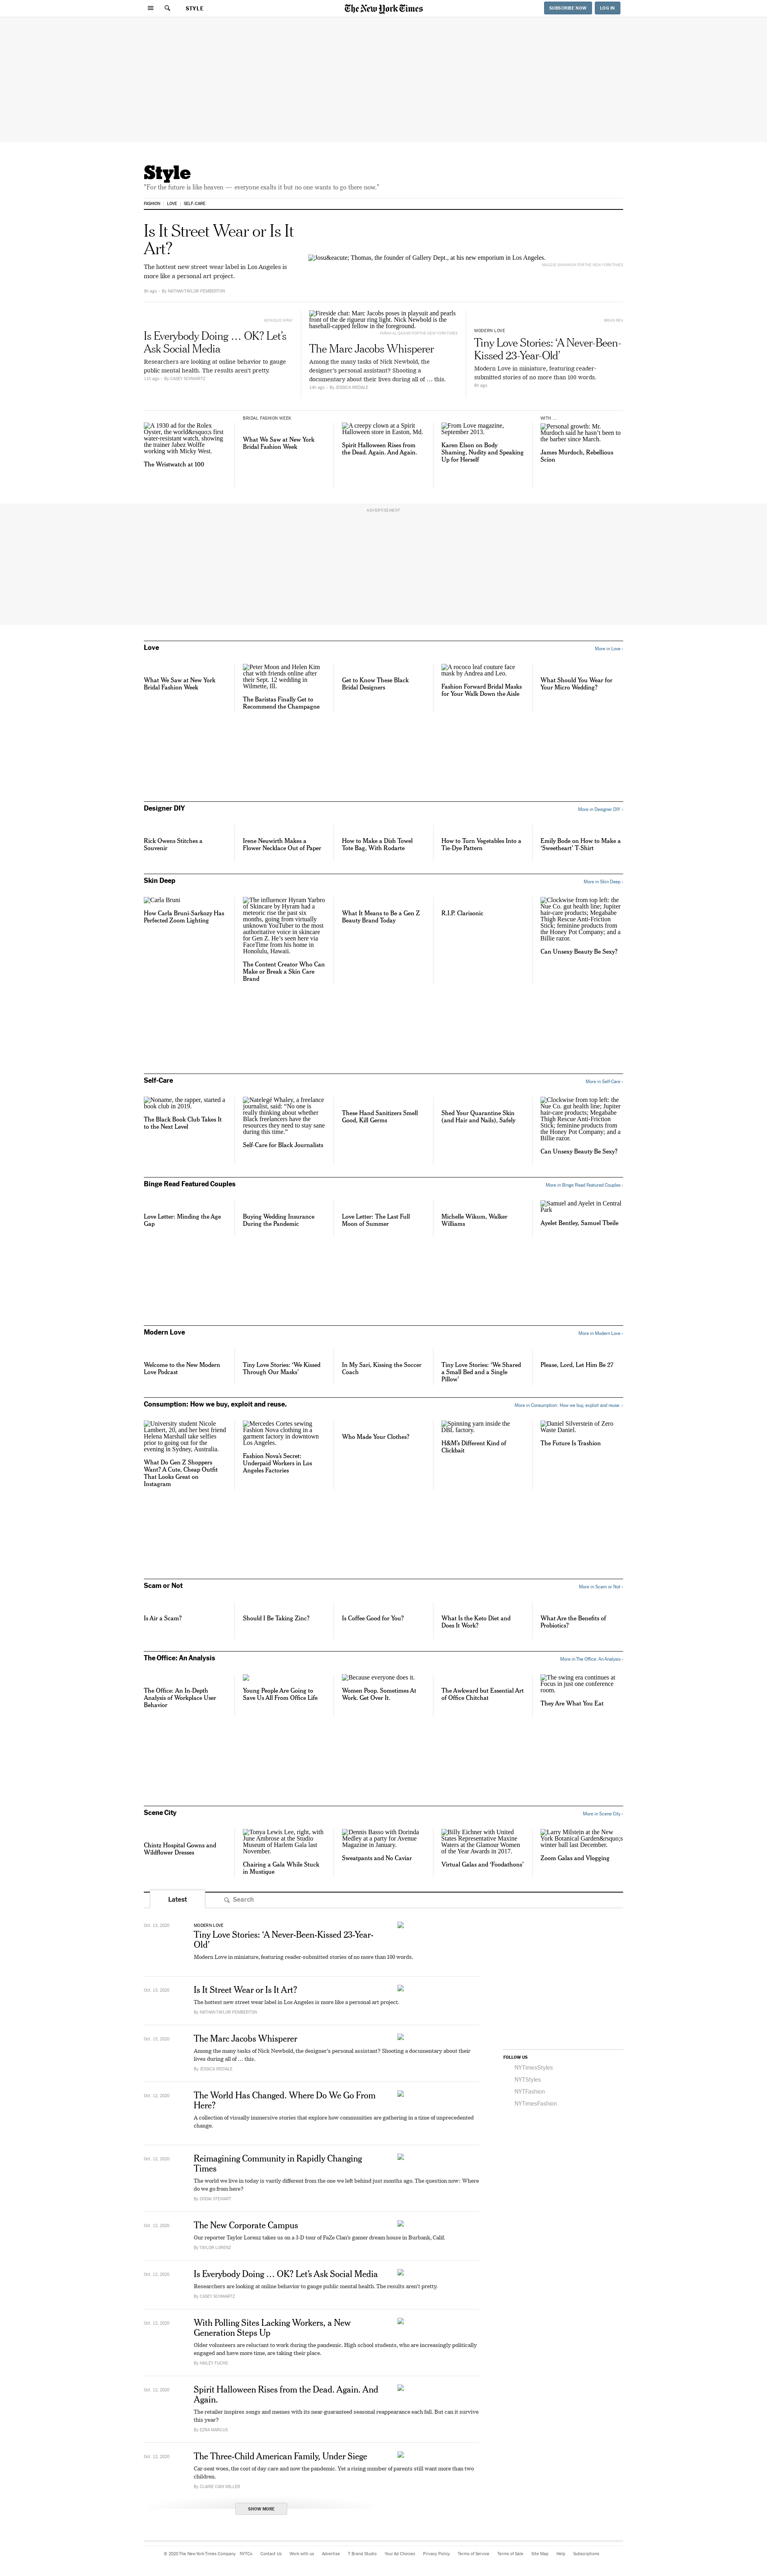 STYLE
The New York Times
SUBSCRIBE NOW
LOG IN
Style
"For the future is like heaven — everyone exalts it but no one wants to go there now."
FASHION
LOVE
SELF-CARE
Is It Street Wear or Is It
Art?
The hottest new street wear label in Los Angeles is
more like a personal art project.
9h ago · By NATHAN TAYLOR PEMBERTON
Josu&eacute; Thomas, the founder of Gallery Dept., at his new emporium in Los Angeles.
MAGGIE SHANNON FOR THE NEW YORK TIMES
Is Everybody Doing … OK? Let's
Ask Social Media
Researchers are looking at online behavior to gauge
public mental health. The results aren't pretty.
11h ago · By CASEY SCHWARTZ
Fireside chat: Marc Jacobs poses in playsuit and pearls
front of the de rigueur ring light. Nick Newbold is the
baseball-capped fellow in the foreground.
The Marc Jacobs Whisperer
Among the many tasks of Nick Newbold, the
designer's personal assistant? Shooting a
documentary about their lives during all of … this.
14h ago · By JESSICA IREDALE
MODERN LOVE
Tiny Love Stories: 'A Never-Been-
Kissed 23-Year-Old'
Modern Love in miniature, featuring reader-
submitted stories of no more than 100 words.
6h ago
A 1930 ad for the Rolex
Oyster, the world&rsquo;s first
water-resistant watch, showing
the timer Jabez Wolffe
working with Micky West.
The Wristwatch at 100
BRIDAL FASHION WEEK
What We Saw at New York
Bridal Fashion Week
A creepy clown at a Spirit
Halloween store in Easton, Md.
Spirit Halloween Rises from
the Dead. Again. And Again.
From Love magazine,
September 2013.
Karen Elson on Body
Shaming, Nudity and Speaking
Up for Herself
WITH …
Personal growth: Mr.
Murdoch said he hasn't been to
the barber since March.
James Murdoch, Rebellious
Scion
ADVERTISEMENT
Love
More in Love ›
What We Saw at New York
Bridal Fashion Week
Peter Moon and Helen Kim
chat with friends online after
their Sept. 12 wedding in
Wilmette, Ill.
The Baristas Finally Get to
Recommend the Champagne
Get to Know These Black
Bridal Designers
A rococo leaf couture face
mask by Andrea and Leo.
Fashion Forward Bridal Masks
for Your Walk Down the Aisle
What Should You Wear for
Your Micro Wedding?
Designer DIY
More in Designer DIY ›
Rick Owens Stitches a
Souvenir
Irene Neuwirth Makes a
Flower Necklace Out of Paper
How to Make a Dish Towel
Tote Bag, With Rodarte
How to Turn Vegetables Into a
Tie-Dye Pattern
Emily Bode on How to Make a
'Sweetheart' T-Shirt
Skin Deep
More in Skin Deep ›
Carla Bruni
How Carla Bruni-Sarkozy Has
Perfected Zoom Lighting
The influencer Hyram Yarbro
of Skincare by Hyram had a
meteoric rise the past six
months, going from virtually
unknown YouTuber to the most
authoritative voice in skincare
for Gen Z. He's seen here via
FaceTime from his home in
Honolulu, Hawaii.
The Content Creator Who Can
Make or Break a Skin Care
Brand
What It Means to Be a Gen Z
Beauty Brand Today
R.I.P. Clarisonic
Clockwise from top left: the
Nue Co. gut health line; Jupiter
hair-care products; Megababe
Thigh Rescue Anti-Friction
Stick; feminine products from
the Honey Pot Company; and a
Billie razor.
Can Unsexy Beauty Be Sexy?
Self-Care
More in Self-Care ›
Noname, the rapper, started a
book club in 2019.
The Black Book Club Takes It
to the Next Level
Natelegé Whaley, a freelance
journalist, said: "No one is
really thinking about whether
Black freelancers have the
resources they need to stay sane
during this time."
Self-Care for Black Journalists
These Hand Sanitizers Smell
Good, Kill Germs
Shed Your Quarantine Skin
(and Hair and Nails), Safely
Clockwise from top left: the
Nue Co. gut health line; Jupiter
hair-care products; Megababe
Thigh Rescue Anti-Friction
Stick; feminine products from
the Honey Pot Company; and a
Billie razor.
Can Unsexy Beauty Be Sexy?
Binge Read Featured Couples
More in Binge Read Featured Couples ›
Love Letter: Minding the Age
Gap
Buying Wedding Insurance
During the Pandemic
Love Letter: The Last Full
Moon of Summer
Michelle Wikum, Walker
Williams
Samuel and Ayelet in Central
Park
Ayelet Bentley, Samuel Tbeile
Modern Love
More in Modern Love ›
Welcome to the New Modern
Love Podcast
Tiny Love Stories: 'We Kissed
Through Our Masks'
In My Sari, Kissing the Soccer
Coach
Tiny Love Stories: 'We Shared
a Small Bed and a Single
Pillow'
Please, Lord, Let Him Be 27
Consumption: How we buy, exploit and reuse.
More in Consumption: How we buy, exploit and reuse. ›
University student Nicole
Lambert, 20, and her best friend
Helena Marshall take selfies
prior to going out for the
evening in Sydney, Australia.
What Do Gen Z Shoppers
Want? A Cute, Cheap Outfit
That Looks Great on
Instagram
Mercedes Cortes sewing
Fashion Nova clothing in a
garment factory in downtown
Los Angeles.
Fashion Nova's Secret:
Underpaid Workers in Los
Angeles Factories
Who Made Your Clothes?
Spinning yarn inside the
DBL factory.
H&M's Different Kind of
Clickbait
Daniel Silverstein of Zero
Waste Daniel.
The Future Is Trashion
Scam or Not
More in Scam or Not ›
Is Air a Scam?
Should I Be Taking Zinc?
Is Coffee Good for You?
What Is the Keto Diet and
Does It Work?
What Are the Benefits of
Probiotics?
The Office: An Analysis
More in The Office: An Analysis ›
The Office: An In-Depth
Analysis of Workplace User
Behavior
Young People Are Going to
Save Us All From Office Life
Because everyone does it.
Women Poop. Sometimes At
Work. Get Over It.
The Awkward but Essential Art
of Office Chitchat
The swing era continues at
Focus in just one conference
room.
They Are What You Eat
Scene City
More in Scene City ›
Chintz Hospital Gowns and
Wildflower Dresses
Tonya Lewis Lee, right, with
June Ambrose at the Studio
Museum of Harlem Gala last
November.
Chairing a Gala While Stuck
in Mustique
Dennis Basso with Dorinda
Medley at a party for Avenue
Magazine in January.
Sweatpants and No Caviar
Billy Eichner with United
States Representative Maxine
Waters at the Glamour Women
of the Year Awards in 2017.
Virtual Galas and 'Foodathons'
Larry Milstein at the New
York Botanical Garden&rsquo;s
winter ball last December.
Zoom Galas and Vlogging
Latest
Search
Oct. 13, 2020
MODERN LOVE
Tiny Love Stories: 'A Never-Been-Kissed 23-Year-
Old'
Modern Love in miniature, featuring reader-submitted stories of no more than 100 words.
Oct. 13, 2020
Is It Street Wear or Is It Art?
The hottest new street wear label in Los Angeles is more like a personal art project.
By NATHAN TAYLOR PEMBERTON
Oct. 13, 2020
The Marc Jacobs Whisperer
Among the many tasks of Nick Newbold, the designer's personal assistant? Shooting a documentary about their
lives during all of … this.
By JESSICA IREDALE
Oct. 12, 2020
The World Has Changed. Where Do We Go From
Here?
A collection of visually immersive stories that explore how communities are gathering in a time of unprecedented
change.
Oct. 12, 2020
Reimagining Community in Rapidly Changing
Times
The world we live in today is vastly different from the one we left behind just months ago. The question now: Where
do we go from here?
By DODAI STEWART
Oct. 12, 2020
The New Corporate Campus
Our reporter Taylor Lorenz takes us on a 3-D tour of FaZe Clan's gamer dream house in Burbank, Calif.
By TAYLOR LORENZ
Oct. 12, 2020
Is Everybody Doing … OK? Let's Ask Social Media
Researchers are looking at online behavior to gauge public mental health. The results aren't pretty.
By CASEY SCHWARTZ
Oct. 12, 2020
With Polling Sites Lacking Workers, a New
Generation Steps Up
Older volunteers are reluctant to work during the pandemic. High school students, who are increasingly politically
engaged and have more time, are taking their place.
By HAILEY FUCHS
Oct. 12, 2020
Spirit Halloween Rises from the Dead. Again. And
Again.
The retailer inspires songs and memes with its near-guaranteed seasonal reappearance each fall. But can it survive
this year?
By EZRA MARCUS
Oct. 12, 2020
The Three-Child American Family, Under Siege
Car-seat woes, the cost of day care and now the pandemic. Yet a rising number of parents still want more than two
children.
By CLAIRE CAIN MILLER
SHOW MORE
FOLLOW US
NYTimesStyles
NYTStyles
NYTFashion
NYTimesFashion
© 2020 The New York Times Company
NYTCo
Contact Us
Work with us
Advertise
T Brand Studio
Your Ad Choices
Privacy Policy
Terms of Service
Terms of Sale
Site Map
Help
Subscriptions